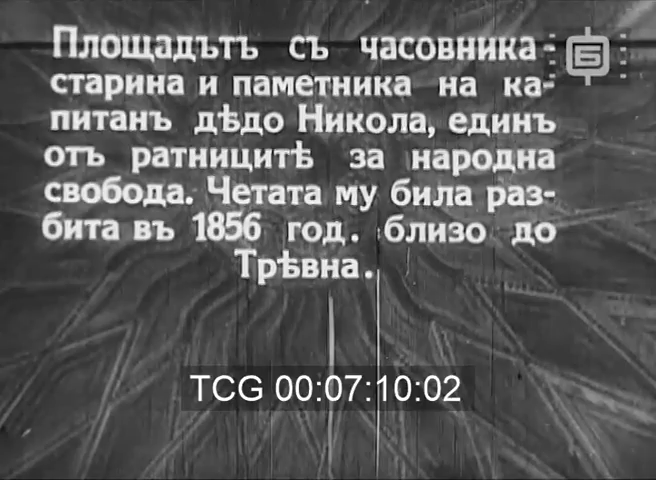 Площадътъ съ часовника-
старина и паметника на ка-
питанъ дѣдо Никола, единъ
отъ ратницитѣ за народна
свобода. Четата му била раз-
бита въ 1856 год. близо до
Трѣвна.
Б
TCG 00:07:10:02